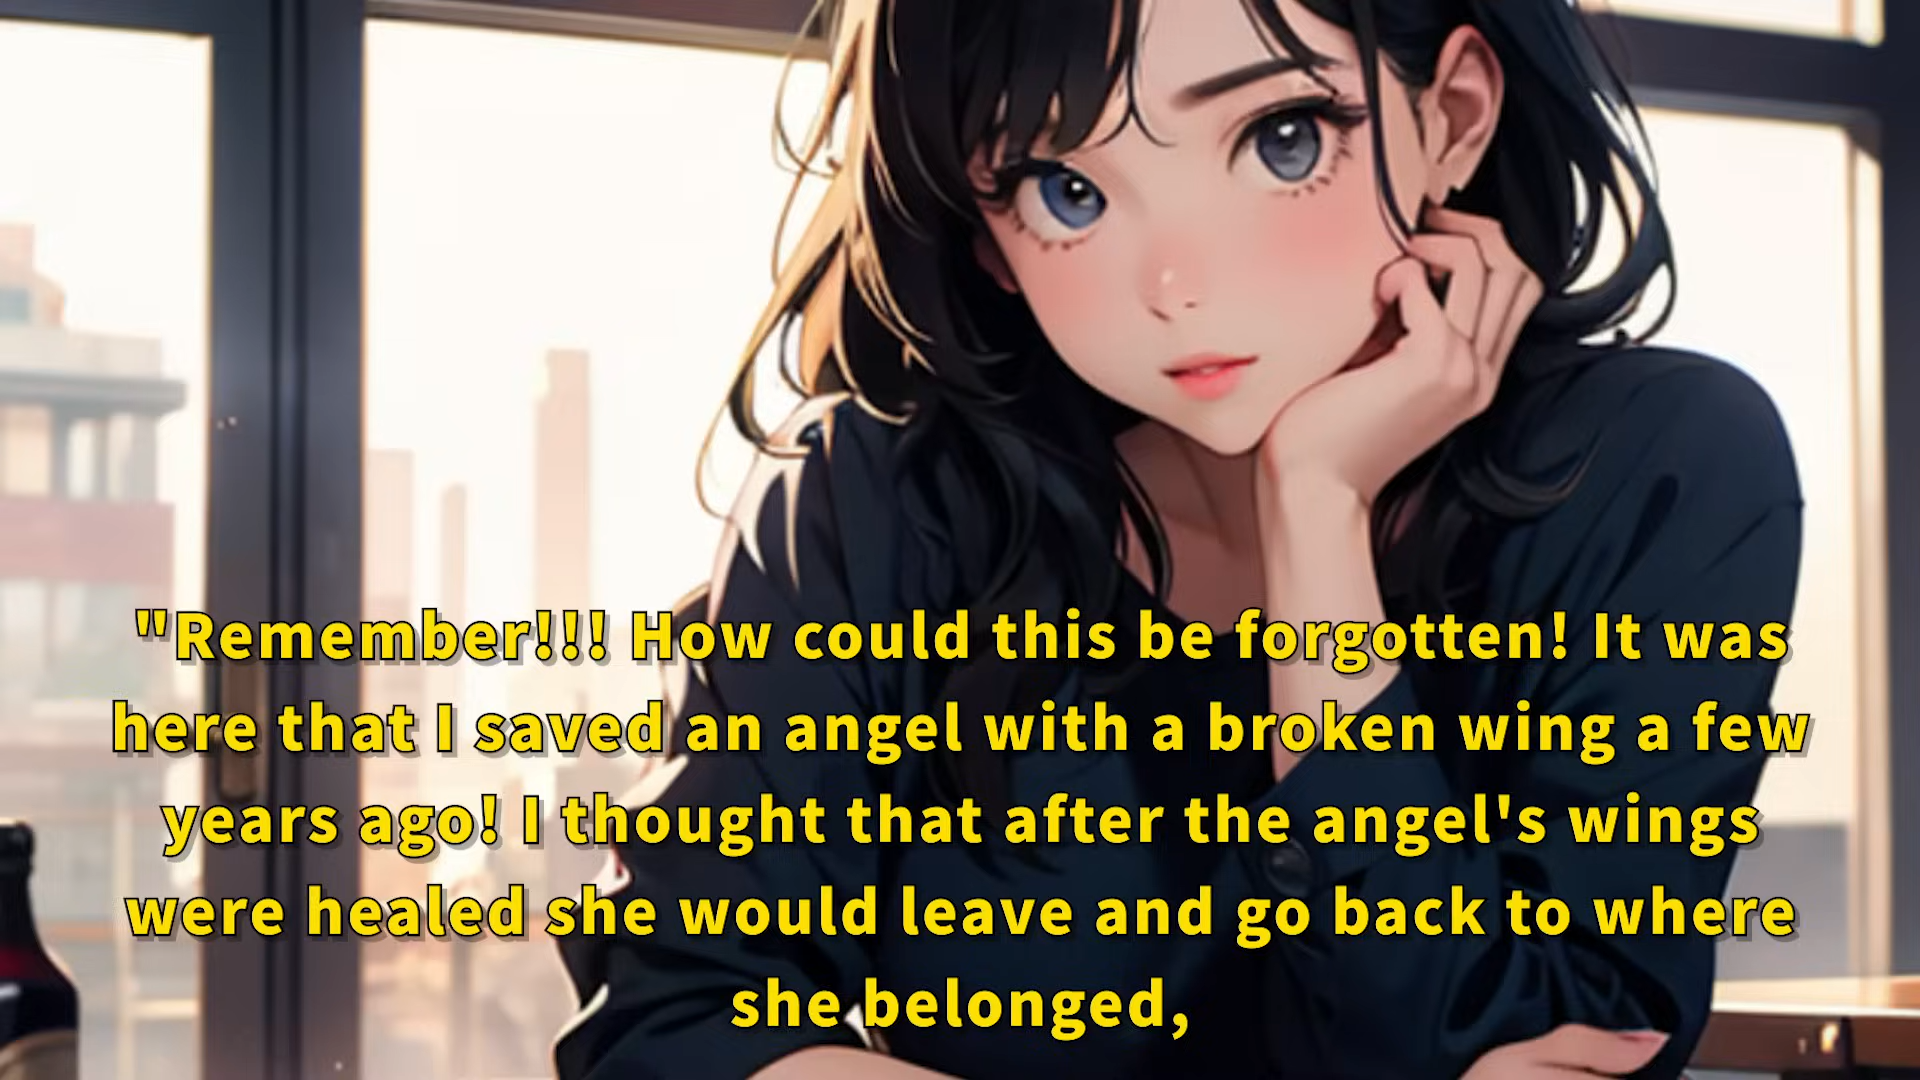 "Remember!!! How could this be forgotten! It was
here that I saved an angel with a broken wing a few
years ago! I thought that after the angel's wings
were healed she would leave and go back to where
she belonged,